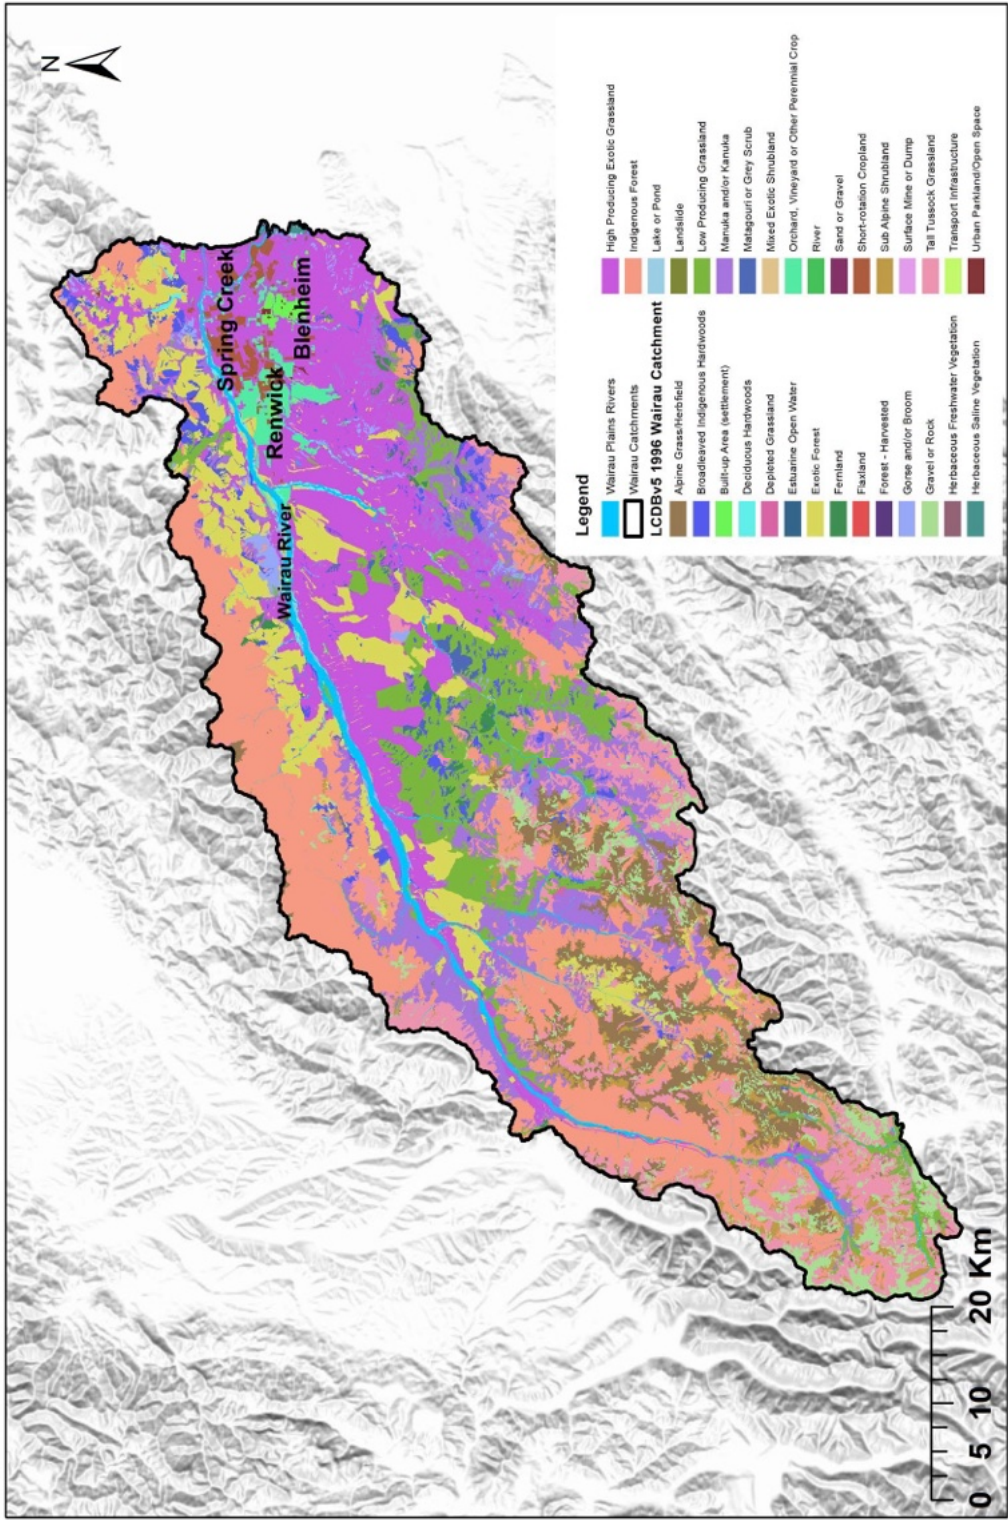 N
Spring Creek
Renwick
Blenheim
Wairau River
Legend
Wairau Plains Rivers
Wairau Catchments
LCDBv5 1996 Wairau Catchment
Alpine Grass/Herbfield
Broadleaved Indigenous Hardwoods
Built-up Area (settlement)
Deciduous Hardwoods
Depleted Grassland
Estuarine Open Water
Exotic Forest
Fernland
Flaxland
Forest - Harvested
Gorse and/or Broom
Gravel or Rock
Herbaceous Freshwater Vegetation
Herbaceous Saline Vegetation
High Producing Exotic Grassland
Indigenous Forest
Lake or Pond
Landslide
Low Producing Grassland
Manuka and/or Kanuka
Matagouri or Grey Scrub
Mixed Exotic Shrubland
Orchard, Vineyard or Other Perennial Crop
River
Sand or Gravel
Short-rotation Cropland
Sub Alpine Shrubland
Surface Mine or Dump
Tall Tussock Grassland
Transport Infrastructure
Urban Parkland/Open Space
0 5 10 20 Km